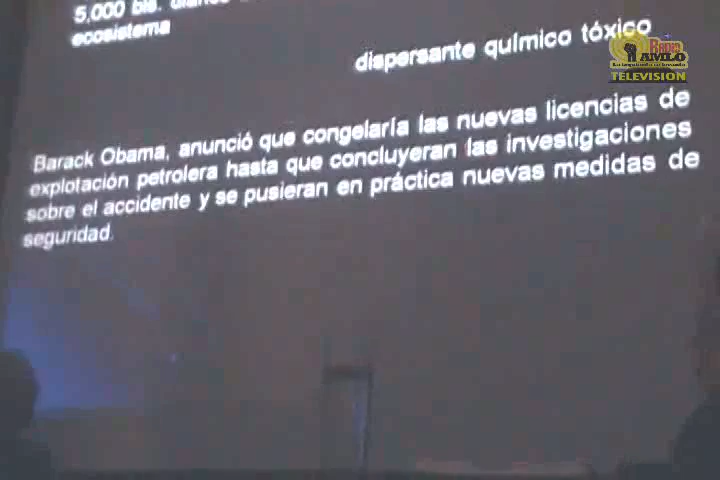 5,000 bls.
ecosistema
dispersante químico tóxico
Barack Obama, anunció que congelaría las nuevas licencias de
explotación petrolera hasta que concluyeran las investigaciones
sobre el accidente y se pusieran en práctica nuevas medidas de
seguridad.
AMLO
TELEVISION